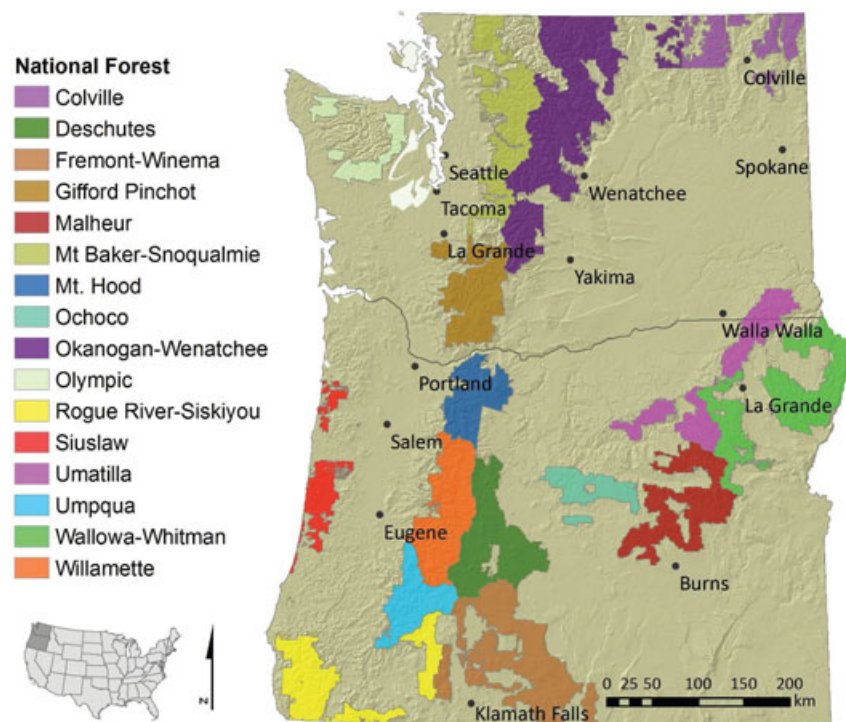 National Forest
Colville
Deschutes
Fremont-Winema
Gifford Pinchot
Malheur
Mt Baker-Snoqualmie
Mt. Hood
Ochoco
Okanogan-Wenatchee
Olympic
Rogue River-Siskiyou
Siuslaw
Umatilla
Umpqua
Wallowa-Whitman
Willamette
N
Colville
Spokane
Seattle
Wenatchee
Tacoma
La Grande
Yakima
Walla Walla
Portland
La Grande
Salem
Eugene
Burns
Klamath Falls
0 25 50 100 150 200
km